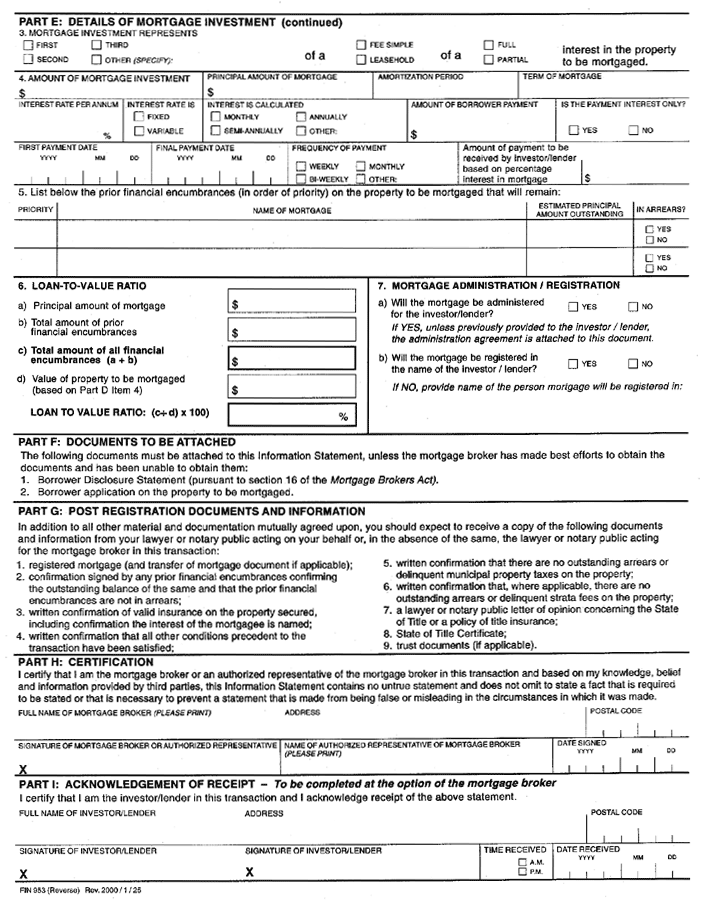 PART E: DETAILS OF MORTGAGE INVESTMENT (continued)
3. MORTGAGE INVESTMENT REPRESENTS
FIRST THIRD of a FEE SIMPLE of a FULL interest in the property
SECOND OTHER (SPECIFY): LEASEHOLD PARTIAL to be mortgaged.
4. AMOUNT OF MORTGAGE INVESTMENT PRINCIPAL AMOUNT OF MORTGAGE AMORTIZATION PERIOD TERM OF MORTGAGE
$ $
INTEREST RATE PER ANNUM INTEREST RATE IS INTEREST IS CALCULATED AMOUNT OF BORROWER PAYMENT IS THE PAYMENT INTEREST ONLY?
FIXED MONTHLY ANNUALLY
% VARIABLE SEMI-ANNUALLY OTHER: $ YES NO
FIRST PAYMENT DATE FINAL PAYMENT DATE FREQUENCY OF PAYMENT Amount of payment to be
YYYY MM DD YYYY MM DD received by investor/lender
WEEKLY MONTHLY based on percentage
BI-WEEKLY OTHER: interest in mortgage $
5. List below the prior financial encumbrances (in order of priority) on the property to be mortgaged that will remain:
PRIORITY NAME OF MORTGAGE ESTIMATED PRINCIPAL AMOUNT OUTSTANDING IN ARREARS?
YES
NO
YES
NO
6. LOAN-TO-VALUE RATIO
a) Principal amount of mortgage $
b) Total amount of prior
financial encumbrances $
c) Total amount of all financial
encumbrances (a + b) $
d) Value of property to be mortgaged
(based on Part D Item 4) $
LOAN TO VALUE RATIO: (c÷d) x 100) %
7. MORTGAGE ADMINISTRATION / REGISTRATION
a) Will the mortgage be administered
for the investor/lender? YES NO
If YES, unless previously provided to the investor / lender,
the administration agreement is attached to this document.
b) Will the mortgage be registered in
the name of the investor / lender? YES NO
If NO, provide name of the person mortgage will be registered in:
PART F: DOCUMENTS TO BE ATTACHED
The following documents must be attached to this Information Statement, unless the mortgage broker has made best efforts to obtain the
documents and has been unable to obtain them:
1. Borrower Disclosure Statement (pursuant to section 16 of the Mortgage Brokers Act).
2. Borrower application on the property to be mortgaged.
PART G: POST REGISTRATION DOCUMENTS AND INFORMATION
In addition to all other material and documentation mutually agreed upon, you should expect to receive a copy of the following documents
and information from your lawyer or notary public acting on your behalf or, in the absence of the same, the lawyer or notary public acting
for the mortgage broker in this transaction:
1. registered mortgage (and transfer of mortgage document if applicable);
2. confirmation signed by any prior financial encumbrances confirming
the outstanding balance of the same and that the prior financial
encumbrances are not in arrears;
3. written confirmation of valid insurance on the property secured,
including confirmation the interest of the mortgagee is named;
4. written confirmation that all other conditions precedent to the
transaction have been satisfied;
5. written confirmation that there are no outstanding arrears or
delinquent municipal property taxes on the property;
6. written confirmation that, where applicable, there are no
outstanding arrears or delinquent strata fees on the property;
7. a lawyer or notary public letter of opinion concerning the State
of Title or a policy of title insurance;
8. State of Title Certificate;
9. trust documents (if applicable).
PART H: CERTIFICATION
I certify that I am the mortgage broker or an authorized representative of the mortgage broker in this transaction and based on my knowledge, belief
and information provided by third parties, this Information Statement contains no untrue statement and does not omit to state a fact that is required
to be stated or that is necessary to prevent a statement that is made from being false or misleading in the circumstances in which it was made.
FULL NAME OF MORTGAGE BROKER (PLEASE PRINT) ADDRESS POSTAL CODE
SIGNATURE OF MORTGAGE BROKER OR AUTHORIZED REPRESENTATIVE NAME OF AUTHORIZED REPRESENTATIVE OF MORTGAGE BROKER DATE SIGNED
(PLEASE PRINT) YYYY MM DD
X
PART I: ACKNOWLEDGEMENT OF RECEIPT – To be completed at the option of the mortgage broker
I certify that I am the investor/lender in this transaction and I acknowledge receipt of the above statement.
FULL NAME OF INVESTOR/LENDER ADDRESS POSTAL CODE
SIGNATURE OF INVESTOR/LENDER SIGNATURE OF INVESTOR/LENDER TIME RECEIVED DATE RECEIVED
YYYY MM DD
A.M.
X X P.M.
FIN 953 (Reverse) Rev. 2000 / 1 / 25